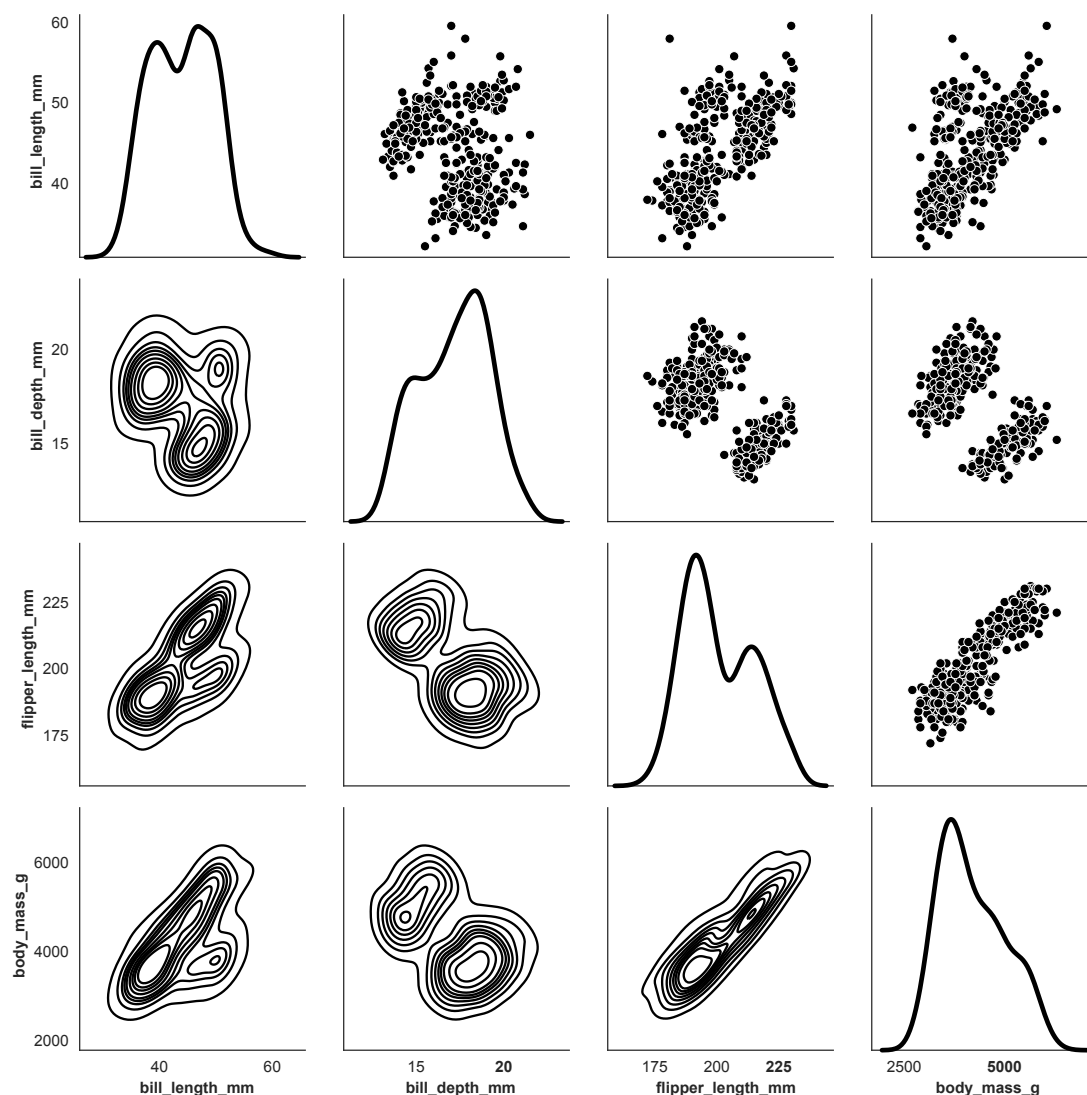 60
50
40
bill_length_mm
20
15
bill_depth_mm
225
200
175
flipper_length_mm
6000
4000
2000
body_mass_g
40 60
bill_length_mm
15 20
bill_depth_mm
175 200 225
flipper_length_mm
2500 5000
body_mass_g